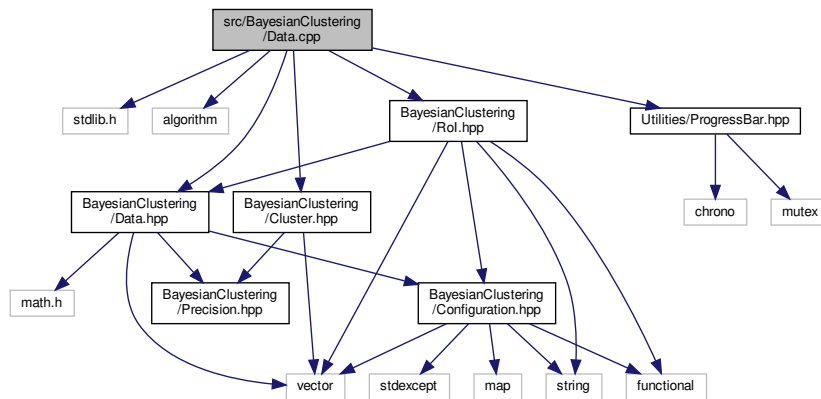 src/BayesianClustering
/Data.cpp
stdlib.h
algorithm
BayesianClustering
/RoI.hpp
Utilities/ProgressBar.hpp
BayesianClustering
/Data.hpp
BayesianClustering
/Cluster.hpp
chrono
mutex
math.h
BayesianClustering
/Precision.hpp
BayesianClustering
/Configuration.hpp
vector
stdexcept
map
string
functional